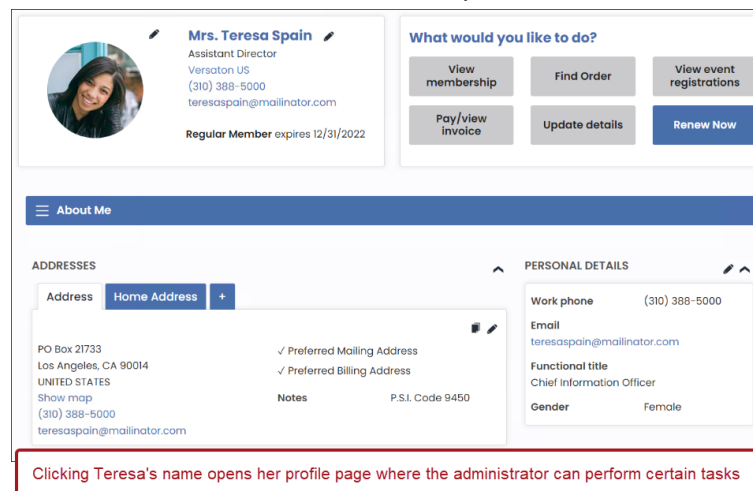 Mrs. Teresa Spain
Assistant Director
Versaton US
(310) 388-5000
teresaspain@mailinator.com
Regular Member expires 12/31/2022
What would you like to do?
View membership
Find Order
View event registrations
Pay/view invoice
Update details
Renew Now
About Me
ADDRESSES
Address
Home Address
+
PO Box 21733
Los Angeles, CA 90014
UNITED STATES
Show map
(310) 388-5000
teresaspain@mailinator.com
✓ Preferred Mailing Address
✓ Preferred Billing Address
Notes P.S.I. Code 9450
PERSONAL DETAILS
Work phone (310) 388-5000
Email
teresaspain@mailinator.com
Functional title
Chief Information Officer
Gender Female
Clicking Teresa's name opens her profile page where the administrator can perform certain tasks